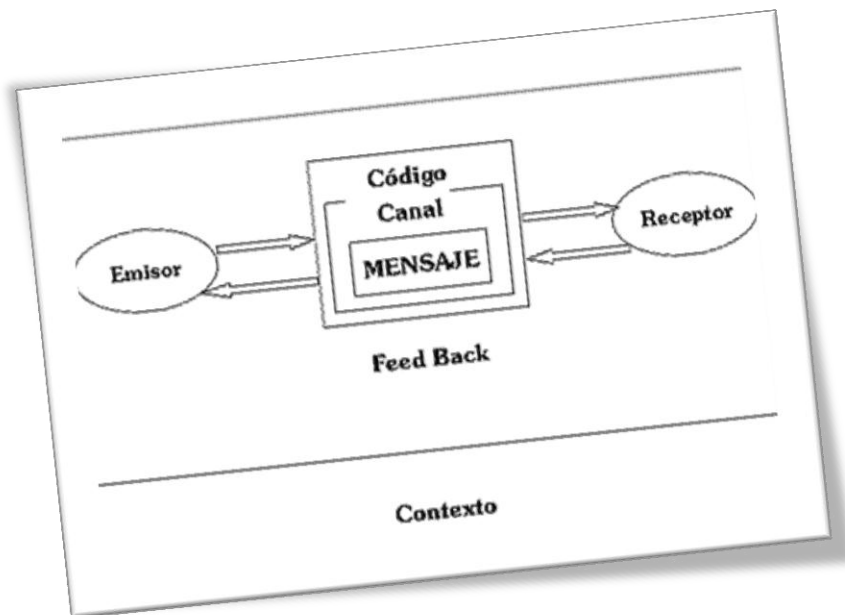 Código
Canal
MENSAJE
Emisor
Receptor
Feed Back
Contexto